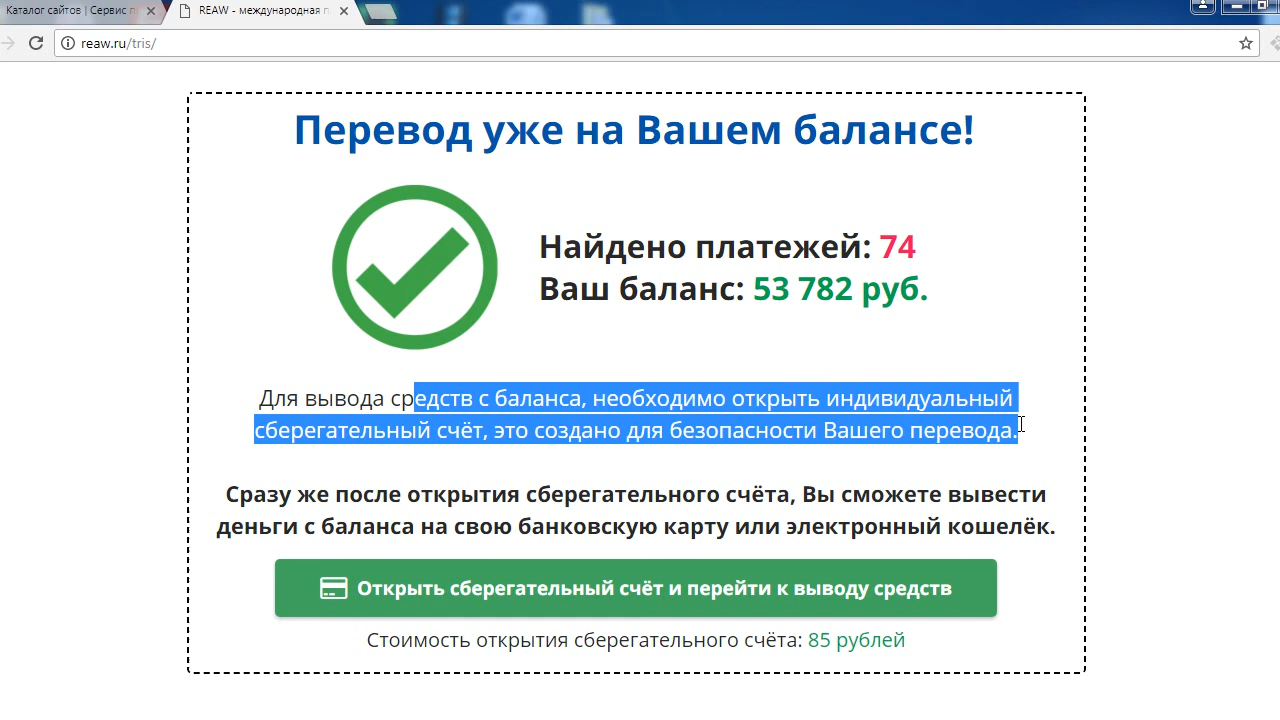 Каталог сайтов | Сервис п
REAW - международная п
reaw.ru/tris/
Перевод уже на Вашем балансе!
Найдено платежей: 74
Ваш баланс: 53 782 руб.
Для вывода средств с баланса, необходимо открыть индивидуальный
сберегательный счёт, это создано для безопасности Вашего перевода.
Сразу же после открытия сберегательного счёта, Вы сможете вывести
деньги с баланса на свою банковскую карту или электронный кошелёк.
Открыть сберегательный счёт и перейти к выводу средств
Стоимость открытия сберегательного счёта: 85 рублей